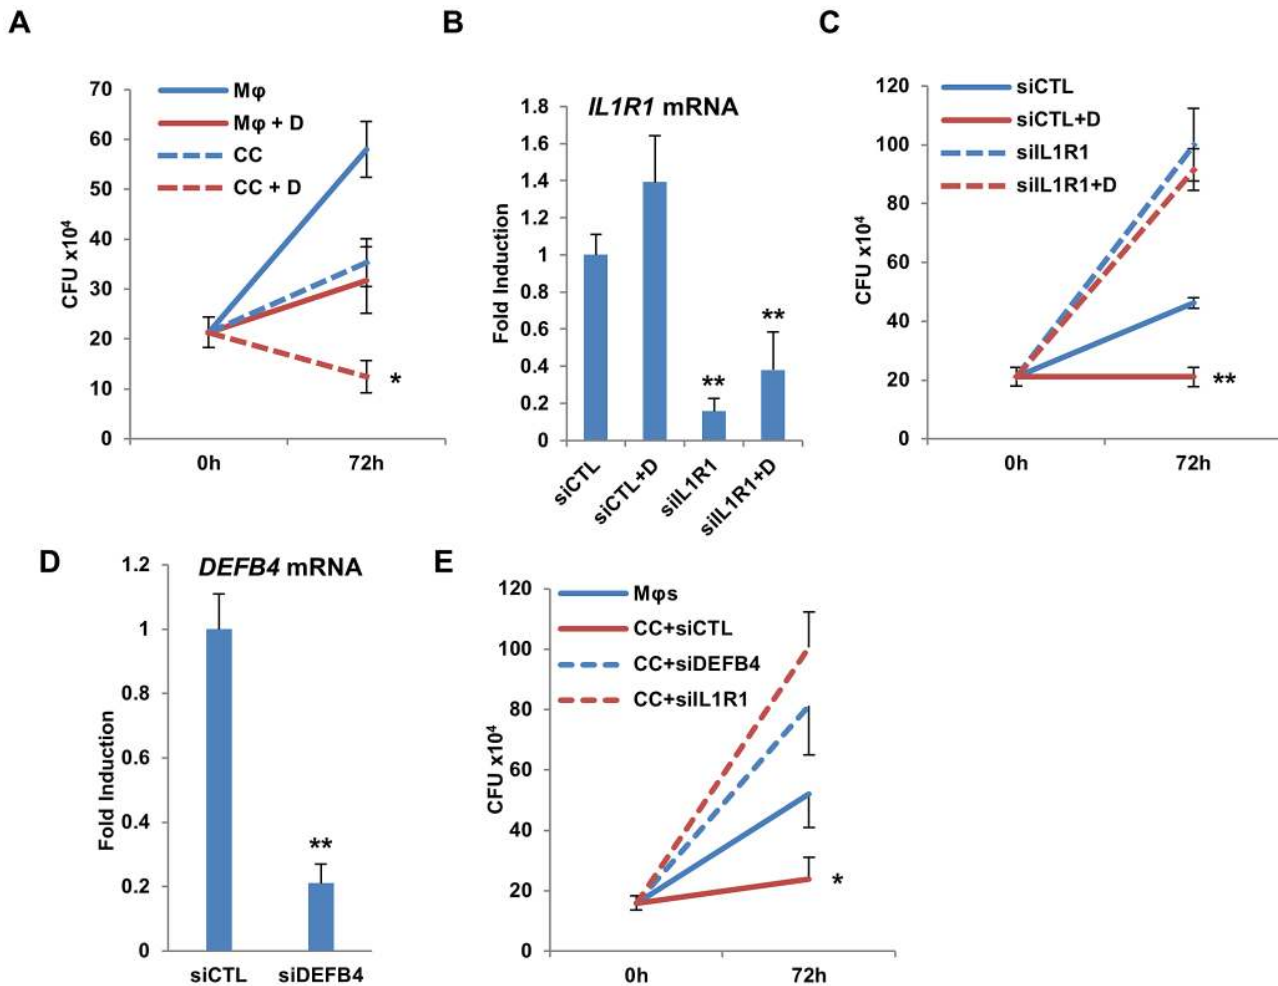 A
Mφ
Mφ + D
CC
CC + D
CFU x10⁴
70
60
50
40
30
20
10
0
0h
72h
*
B
IL1R1 mRNA
Fold Induction
1.8
1.6
1.4
1.2
1
0.8
0.6
0.4
0.2
0
**
**
siCTL
siCTL+D
siIL1R1
siIL1R1+D
C
siCTL
siCTL+D
siIL1R1
siIL1R1+D
CFU x10⁴
120
100
80
60
40
20
0
0h
72h
**
D
DEFB4 mRNA
Fold Induction
1.2
1
0.8
0.6
0.4
0.2
0
**
siCTL
siDEFB4
E
Mφs
CC+siCTL
CC+siDEFB4
CC+siIL1R1
CFU x10⁴
120
100
80
60
40
20
0
0h
72h
*